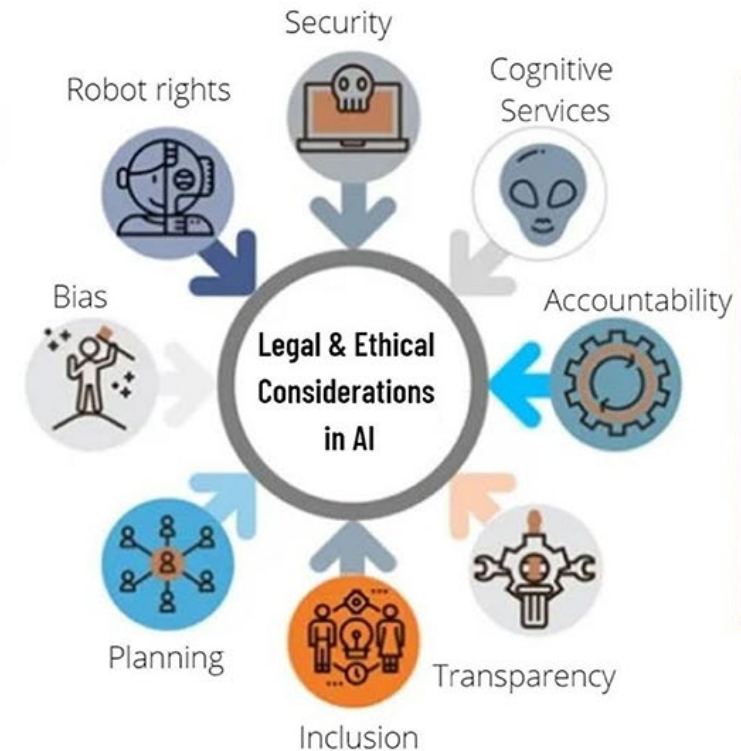 Security
Cognitive
Services
Robot rights
Bias
Accountability
Legal & Ethical
Considerations
in AI
Planning
Transparency
Inclusion